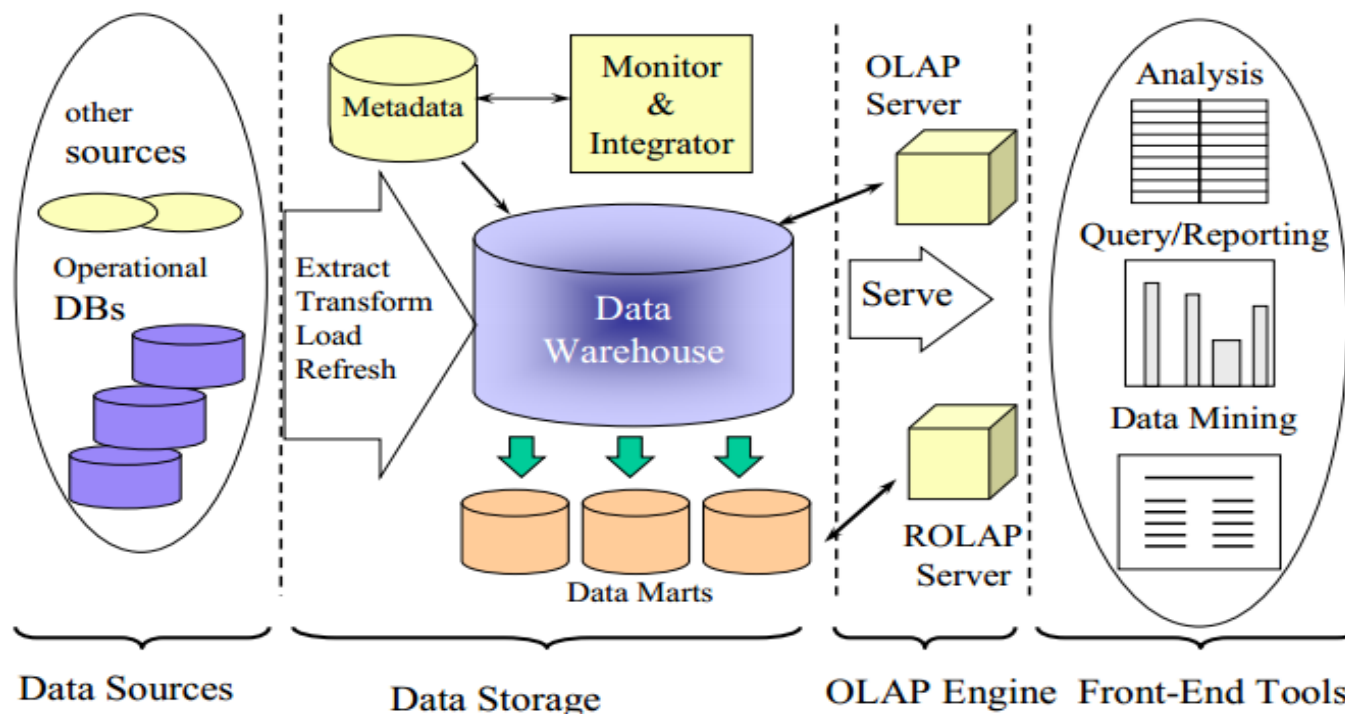 other
sources
Operational
DBs
Metadata
Monitor
&
Integrator
Extract
Transform
Load
Refresh
Data
Warehouse
Data Marts
OLAP
Server
Serve
ROLAP
Server
Analysis
Query/Reporting
Data Mining
Data Sources
Data Storage
OLAP Engine
Front-End Tools